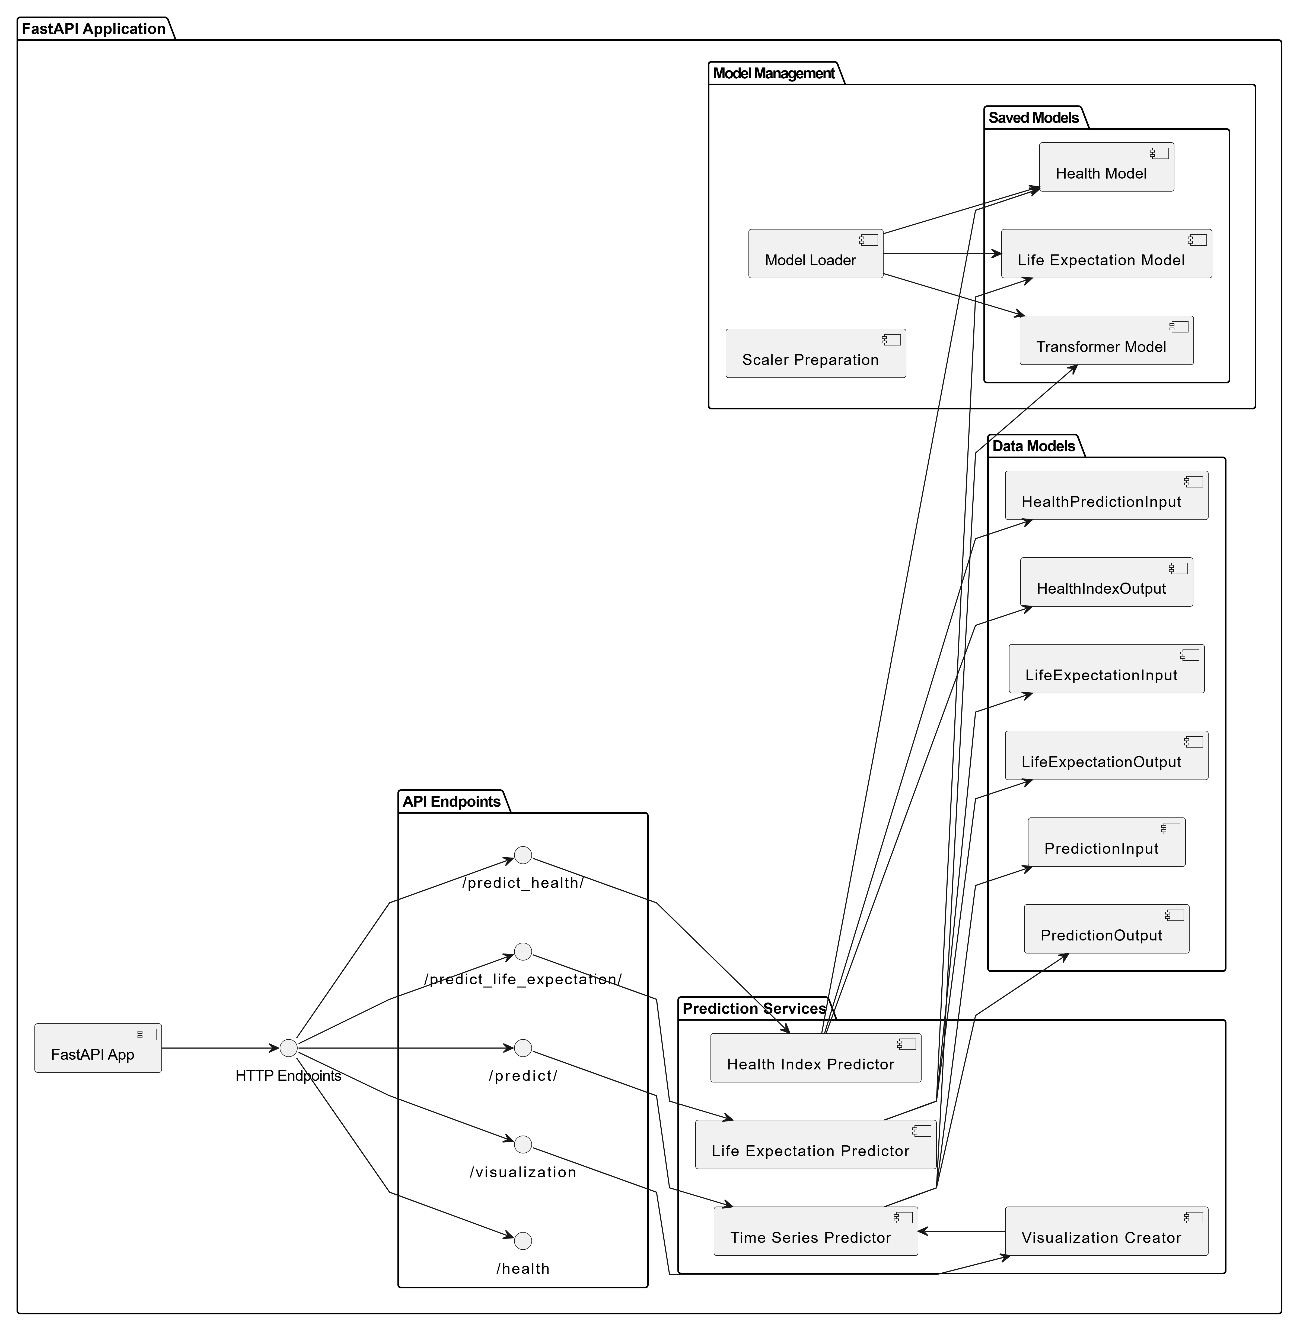 FastAPI Application
Model Management
Saved Models
Health Model
Model Loader
Life Expectation Model
Scaler Preparation
Transformer Model
Data Models
HealthPredictionInput
HealthIndexOutput
LifeExpectationInput
LifeExpectationOutput
PredictionInput
PredictionOutput
API Endpoints
/predict_health/
/predict_life_expectation/
/predict/
/visualization
/health
FastAPI App
HTTP Endpoints
Prediction Services
Health Index Predictor
Life Expectation Predictor
Time Series Predictor
Visualization Creator